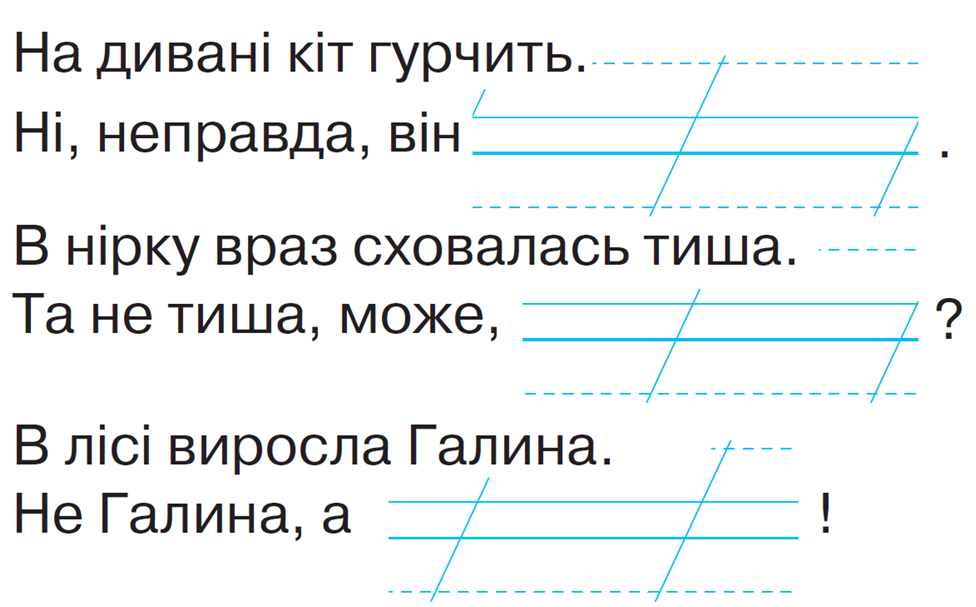 На дивані кіт гурчить.
Ні, неправда, він .
В нірку враз сховалась тиша.
Та не тиша, може, ?
В лісі виросла Галина.
Не Галина, а !